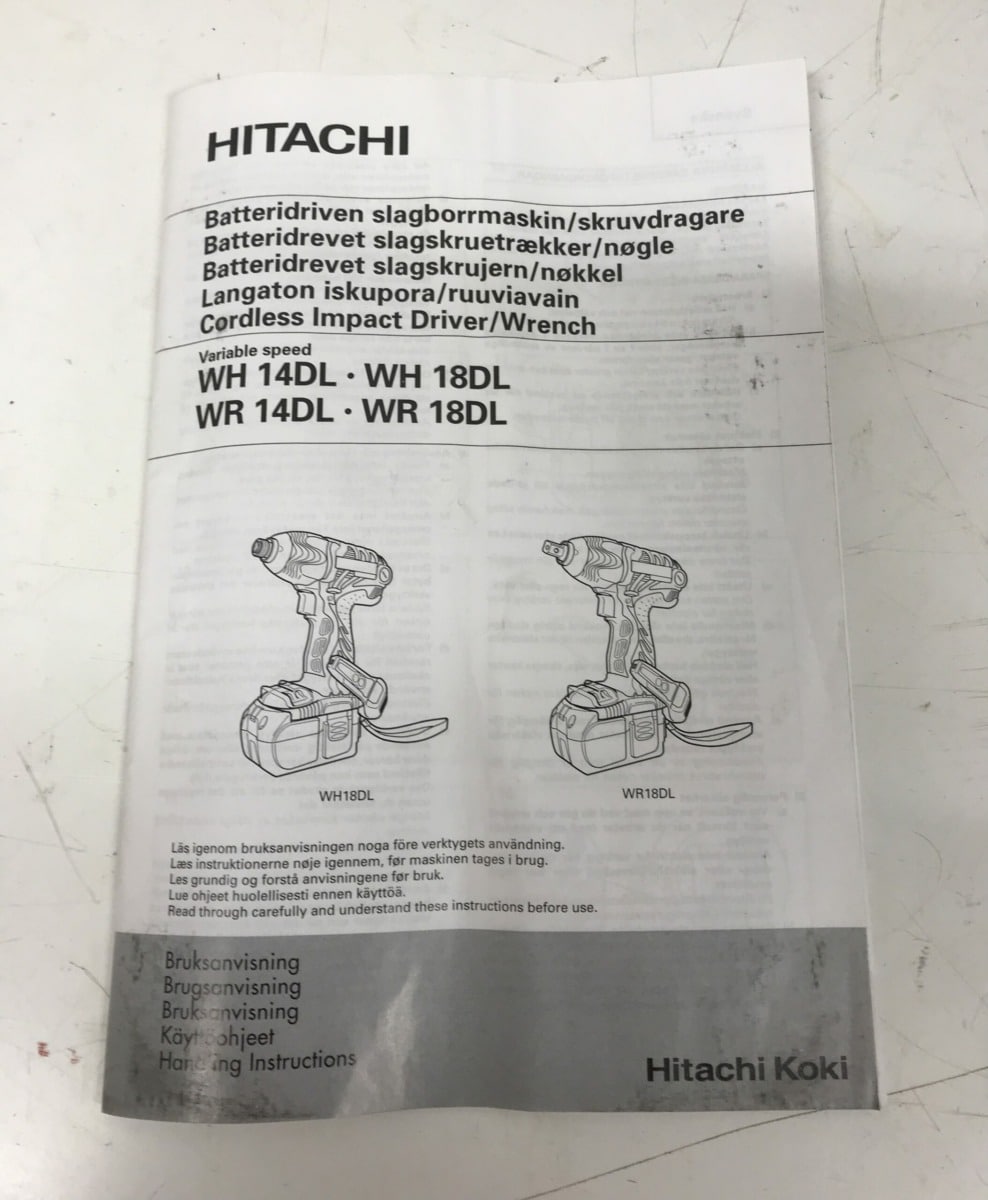 HITACHI
Batteridriven slagborrmaskin/skruvdragare
Batteridrevet slagskruetrækker/nøgle
Batteridrevet slagskrujern/nøkkel
Langaton iskupora/ruuviavain
Cordless Impact Driver/Wrench
Variable speed
WH 14DL · WH 18DL
WR 14DL · WR 18DL
WH18DL
WR18DL
Läs igenom bruksanvisningen noga före verktygets användning.
Læs instruktionerne nøje igennem, før maskinen tages i brug.
Les grundig og forstå anvisningene før bruk.
Lue ohjeet huolellisesti ennen käyttöä.
Read through carefully and understand these instructions before use.
Bruksanvisning
Brugsanvisning
Bruksanvisning
Käyttöohjeet
Handling Instructions
Hitachi Koki